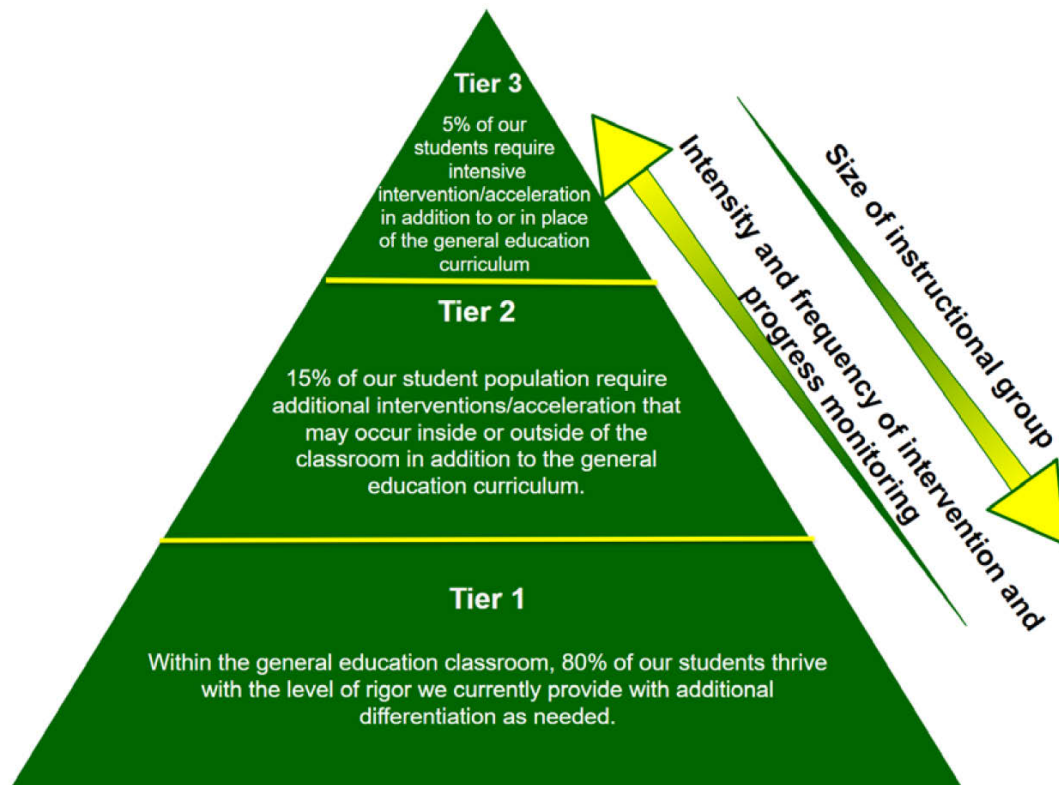 Tier 3
5% of our
students require
intensive
intervention/acceleration
in addition to or in place
of the general education
curriculum
Tier 2
15% of our student population require
additional interventions/acceleration that
may occur inside or outside of the
classroom in addition to the general
education curriculum.
Tier 1
Within the general education classroom, 80% of our students thrive
with the level of rigor we currently provide with additional
differentiation as needed.
Intensity and frequency of intervention and
progress monitoring
Size of instructional group